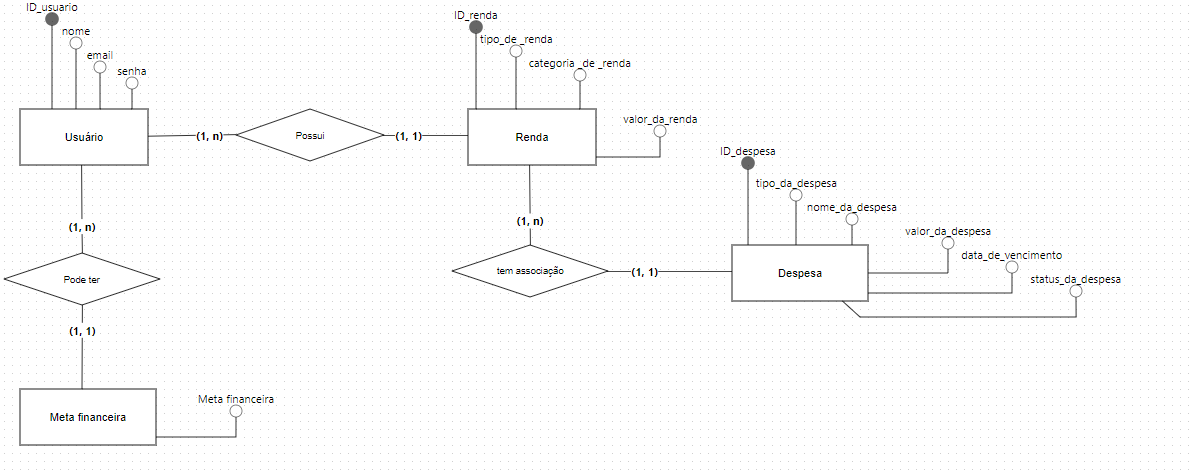 ID_usuario
nome
email
senha
Usuário
(1, n)
Possui
(1, 1)
ID_renda
tipo_de _renda
categoria _de _renda
Renda
valor_da_renda
(1, n)
tem associação
(1, 1)
ID_despesa
tipo_da_despesa
nome_da_despesa
valor_da_despesa
data_de_vencimento
status_da_despesa
Despesa
(1, n)
Pode ter
(1, 1)
Meta financeira
Meta financeira